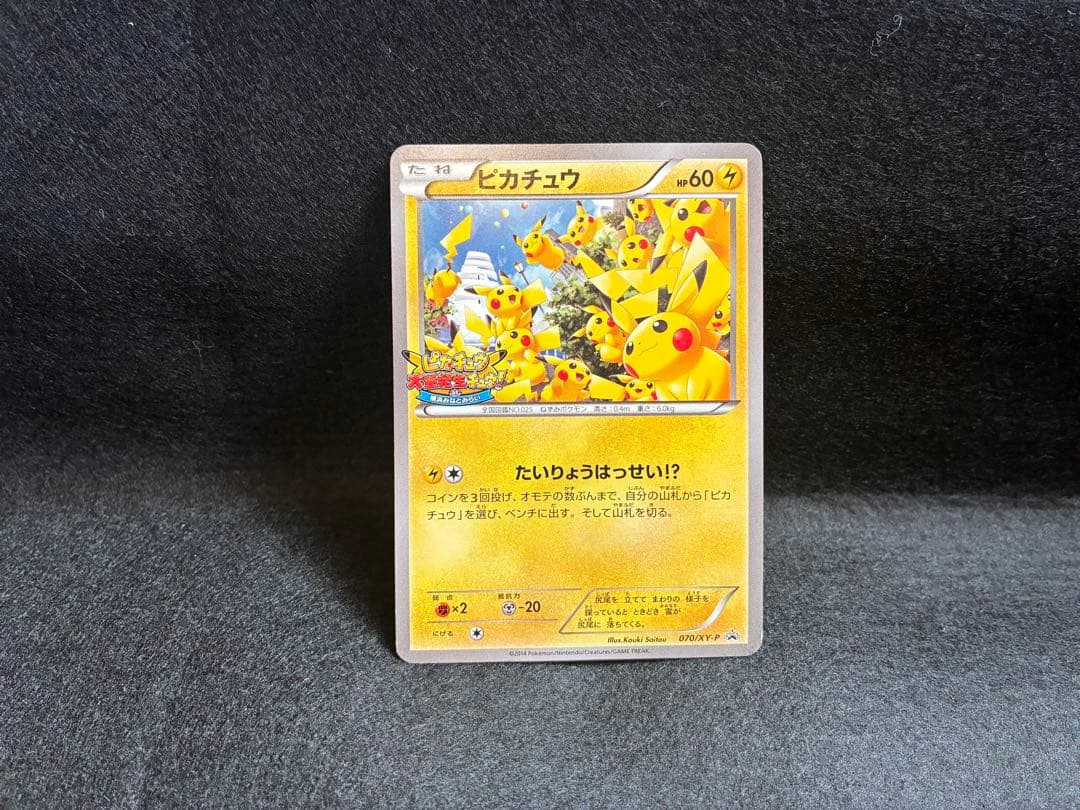 たね
ピカチュウ
HP60
ピカチュウ
大量発生チュウ!
at
横浜みなとみらい
全国図鑑NO.025 ねずみポケモン 高さ:0.4m 重さ:6.0kg
たいりょうはっせい!?
コインを3回投げ、オモテの数ぶんまで、自分の山札から「ピカ
チュウ」を選び、ベンチに出す。そして山札を切る。
弱点
×2
抵抗力
-20
にげる
尻尾を 立てて まわりの 様子を
探っていると ときどき 雷が
尻尾に 落ちてくる。
Illus.Kouki Saitou
070/XY-P
©2014 Pokémon/Nintendo/Creatures/GAME FREAK.